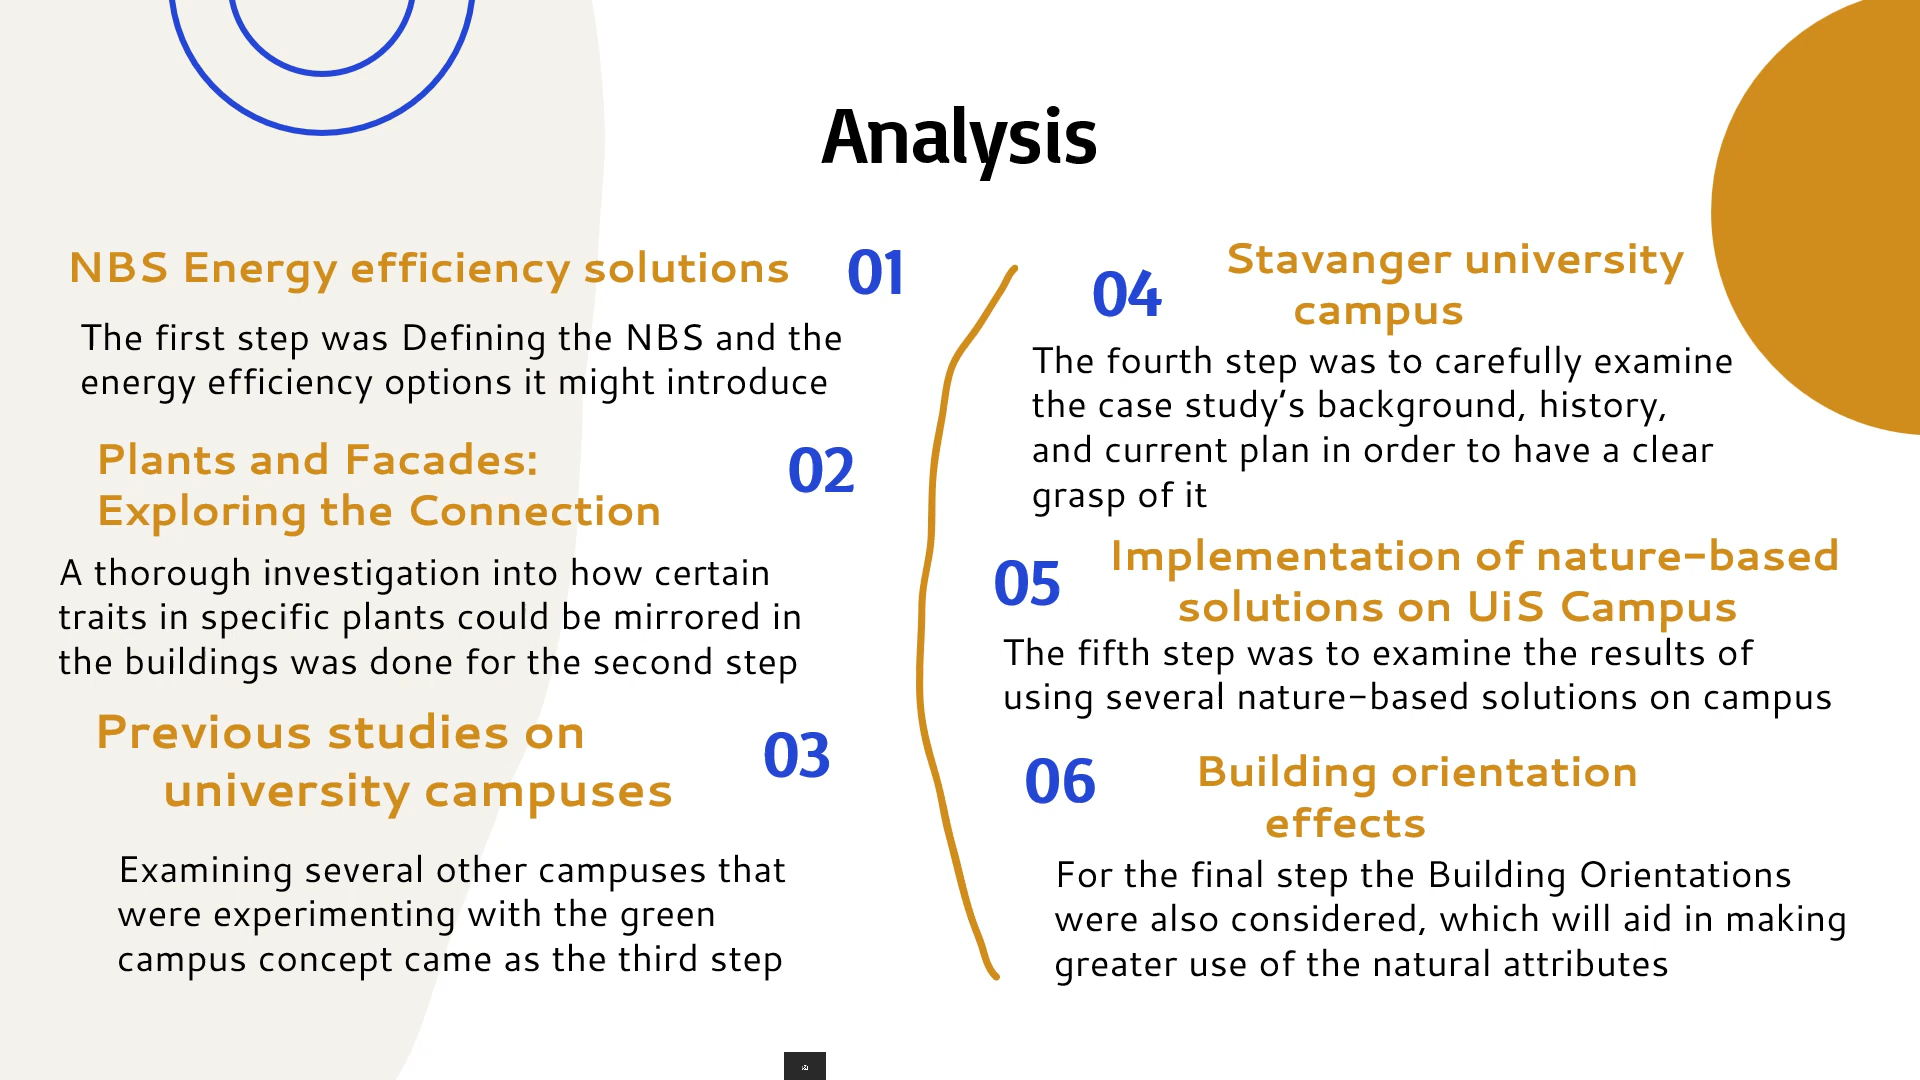 Analysis
NBS Energy efficiency solutions
01
The first step was Defining the NBS and the
energy efficiency options it might introduce
Plants and Facades:
Exploring the Connection
02
A thorough investigation into how certain
traits in specific plants could be mirrored in
the buildings was done for the second step
Previous studies on
university campuses
03
Examining several other campuses that
were experimenting with the green
campus concept came as the third step
04
Stavanger university
campus
The fourth step was to carefully examine
the case study’s background, history,
and current plan in order to have a clear
grasp of it
05
Implementation of nature-based
solutions on UiS Campus
The fifth step was to examine the results of
using several nature-based solutions on campus
06
Building orientation
effects
For the final step the Building Orientations
were also considered, which will aid in making
greater use of the natural attributes